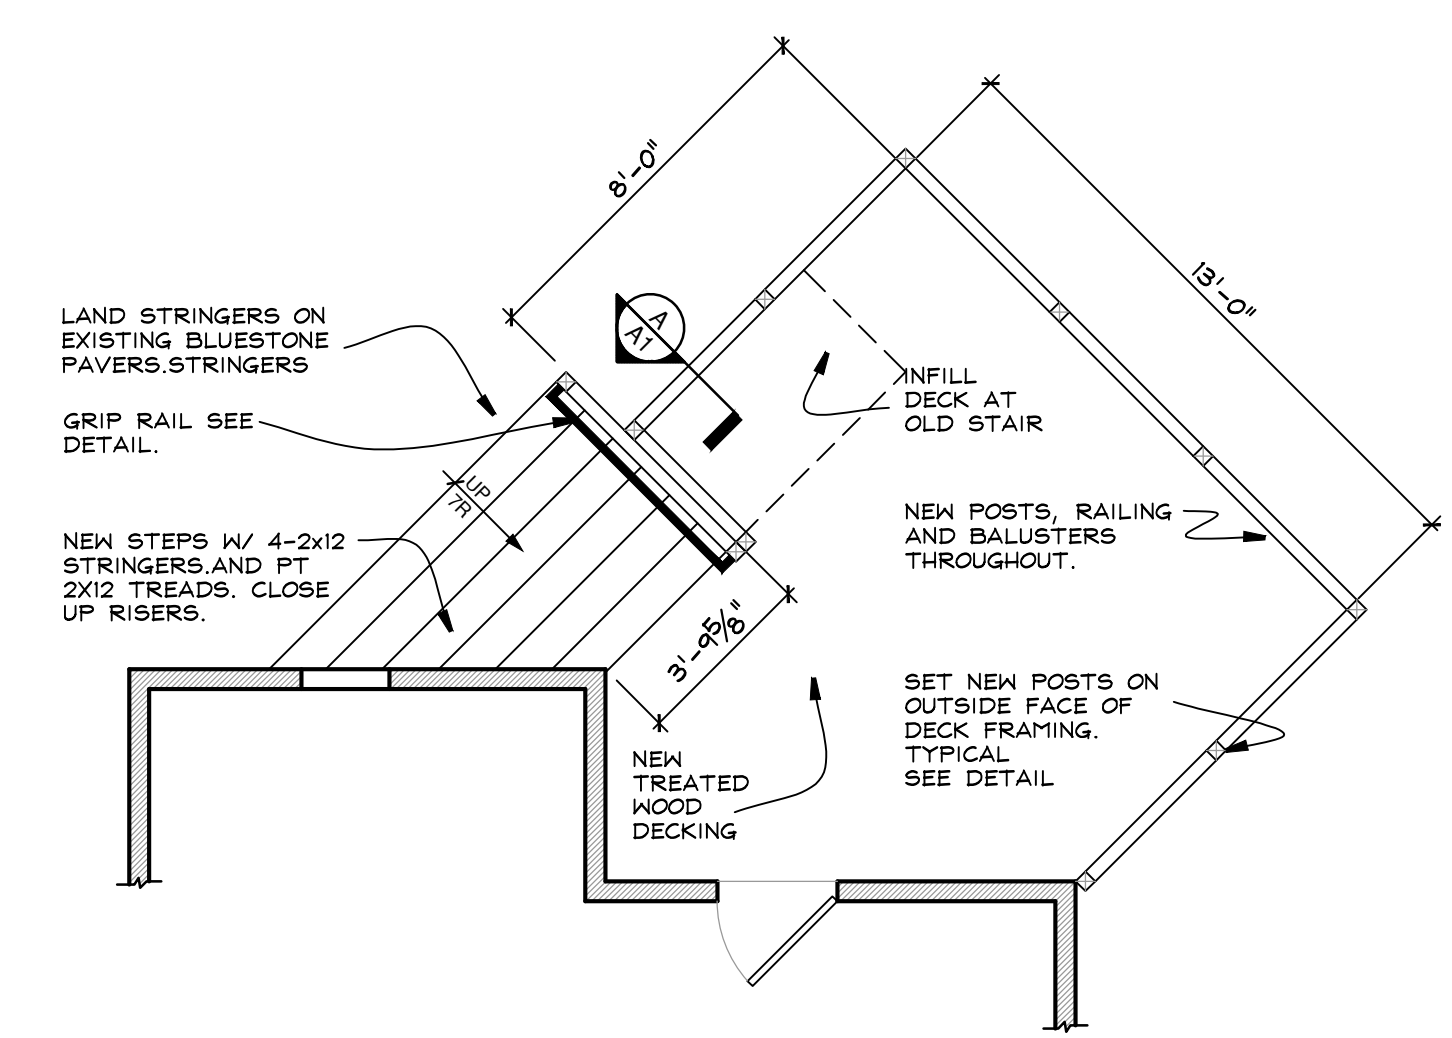 8'-0"
13'-0"
A
A1
LAND STRINGERS ON
EXISTING BLUESTONE
PAVERS.STRINGERS
GRIP RAIL SEE
DETAIL.
UP
7R
NEW STEPS W/ 4-2x12
STRINGERS.AND PT
2X12 TREADS. CLOSE
UP RISERS.
INFILL
DECK AT
OLD STAIR
NEW POSTS, RAILING
AND BALUSTERS
THROUGHOUT.
3'-9 5/8"
SET NEW POSTS ON
OUTSIDE FACE OF
DECK FRAMING.
TYPICAL
SEE DETAIL
NEW
TREATED
WOOD
DECKING